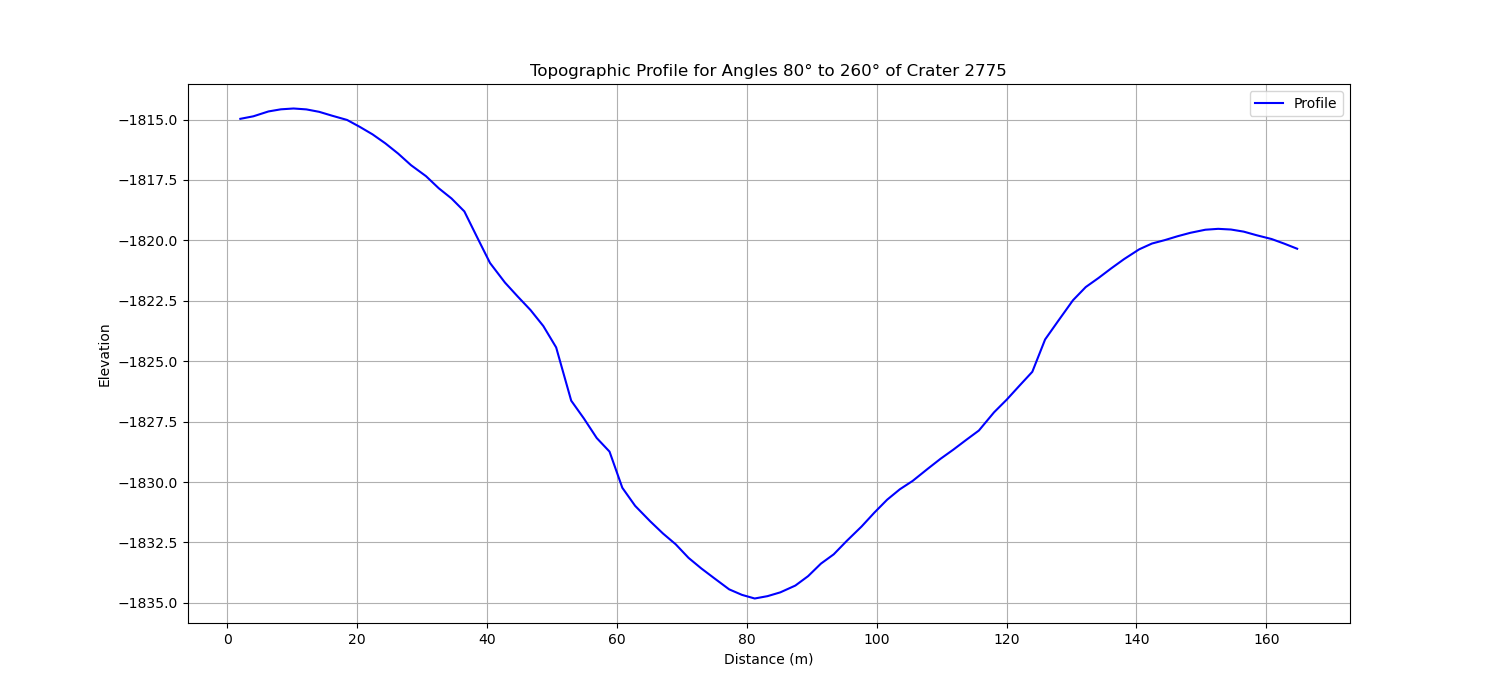 Topographic Profile for Angles 80° to 260° of Crater 2775
Profile
−1815.0
−1817.5
−1820.0
−1822.5
−1825.0
−1827.5
−1830.0
−1832.5
−1835.0
Elevation
0 20 40 60 80 100 120 140 160
Distance (m)